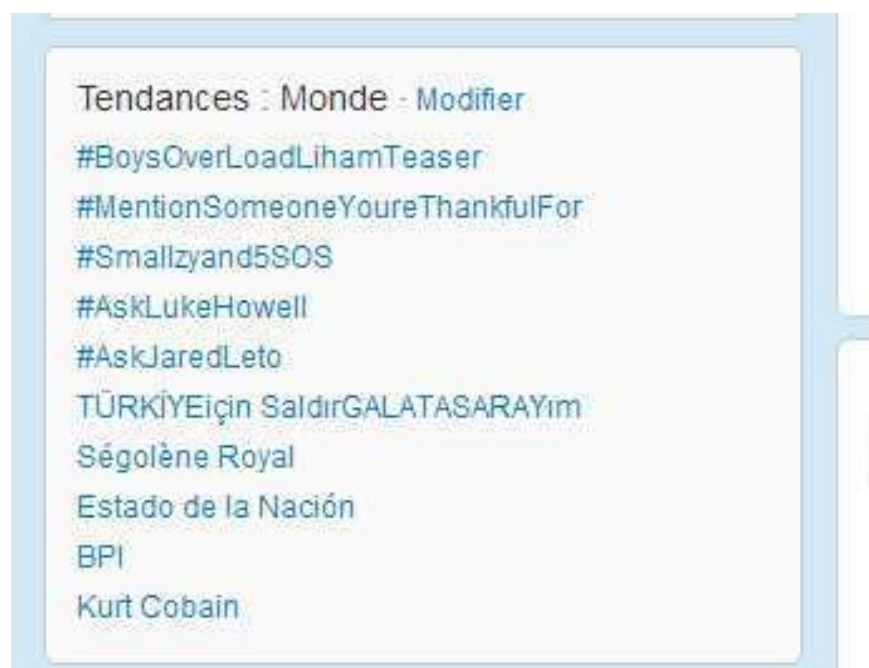 Tendances : Monde · Modifier
#BoysOverLoadLihamTeaser
#MentionSomeoneYoureThankfulFor
#Smallzyand5SOS
#AskLukeHowell
#AskJaredLeto
TÜRKİYEiçin SaldırGALATASARAYım
Ségolène Royal
Estado de la Nación
BPI
Kurt Cobain